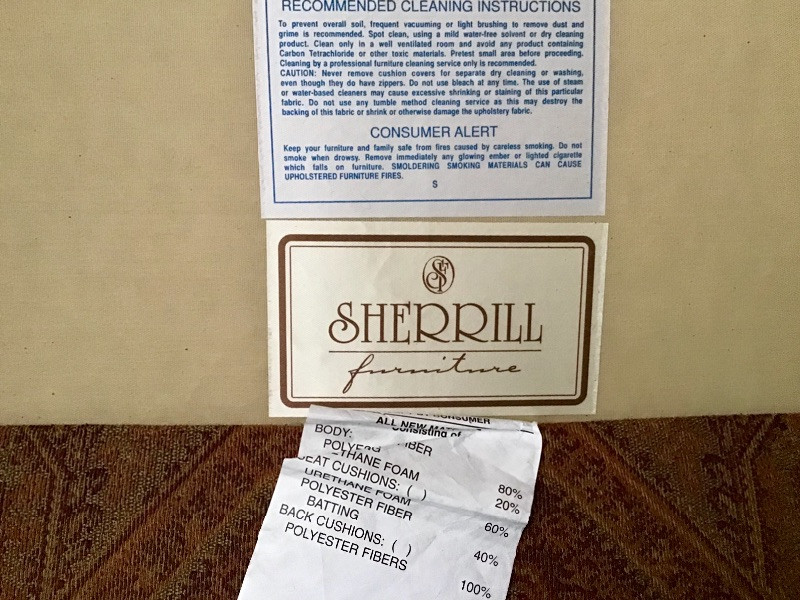 RECOMMENDED CLEANING INSTRUCTIONS
To prevent overall soil, frequent vacuuming or light brushing to remove dust and
grime is recommended. Spot clean, using a mild water-free solvent or dry cleaning
product. Clean only in a well ventilated room and avoid any product containing
Carbon Tetrachloride or other toxic materials. Pretest small area before proceeding.
Cleaning by a professional furniture cleaning service only is recommended.
CAUTION: Never remove cushion covers for separate dry cleaning or washing,
even though they do have zippers. Do not use bleach at any time. The use of steam
or water-based cleaners may cause excessive shrinking or staining of this particular
fabric. Do not use any tumble method cleaning service as this may destroy the
backing of this fabric or shrink or otherwise damage the upholstery fabric.
CONSUMER ALERT
Keep your furniture and family safe from fires caused by careless smoking. Do not
smoke when drowsy. Remove immediately any glowing ember or lighted cigarette
which falls on furniture. SMOLDERING SMOKING MATERIALS CAN CAUSE
UPHOLSTERED FURNITURE FIRES.
S
SF
SHERRILL
furniture
CONSUMER
ALL NEW
Consisting of
BODY:
FIBER 80%
URETHANE FOAM 20%
SEAT CUSHIONS: ( )
URETHANE FOAM 60%
POLYESTER FIBER
BATTING 40%
BACK CUSHIONS: ( )
POLYESTER FIBERS 100%